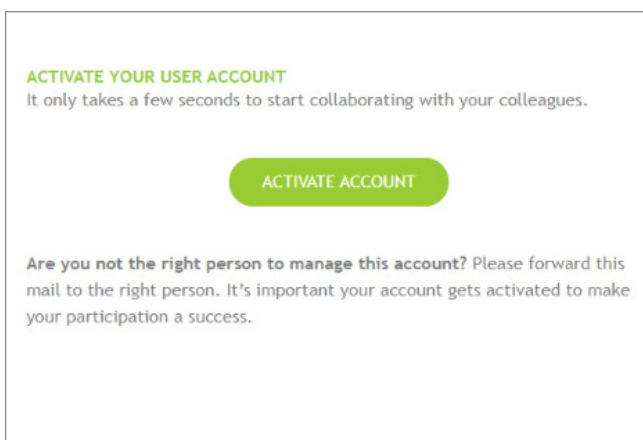 ACTIVATE YOUR USER ACCOUNT
It only takes a few seconds to start collaborating with your colleagues.
ACTIVATE ACCOUNT
Are you not the right person to manage this account? Please forward this
mail to the right person. It's important your account gets activated to make
your participation a success.